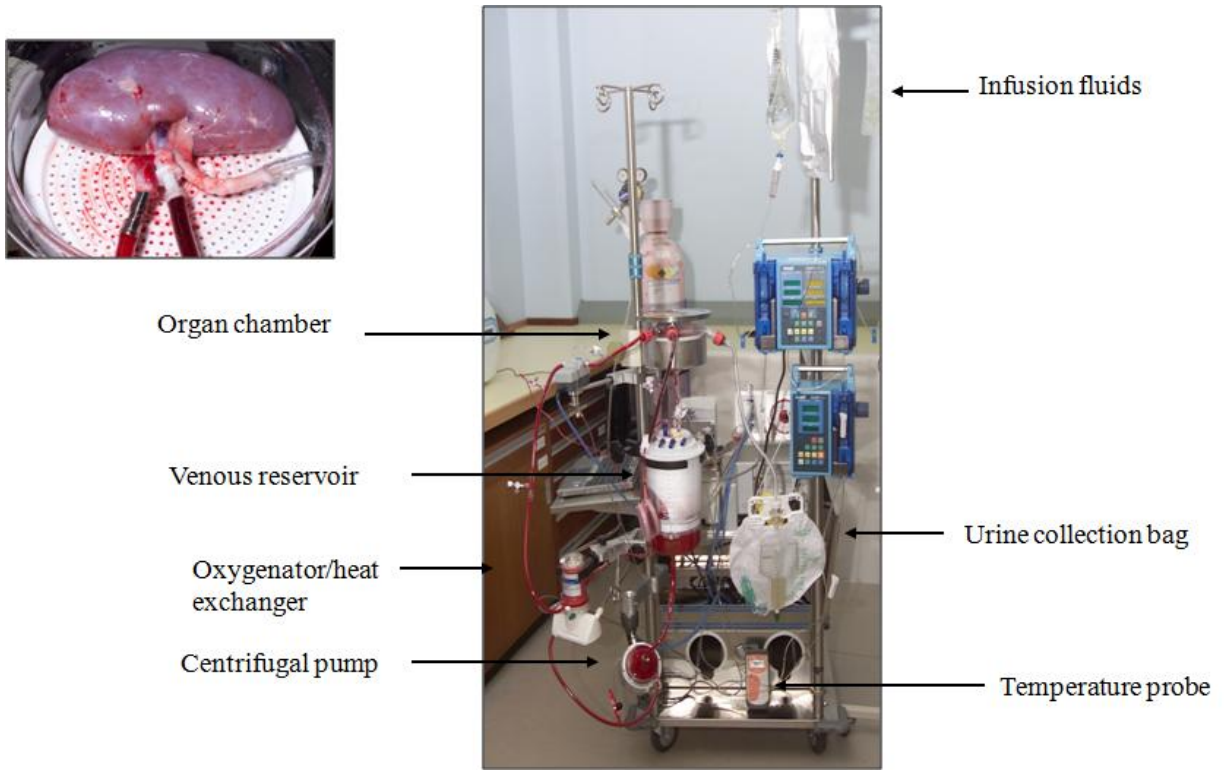 Infusion fluids
Organ chamber
Venous reservoir
Urine collection bag
Oxygenator/heat
exchanger
Centrifugal pump
Temperature probe